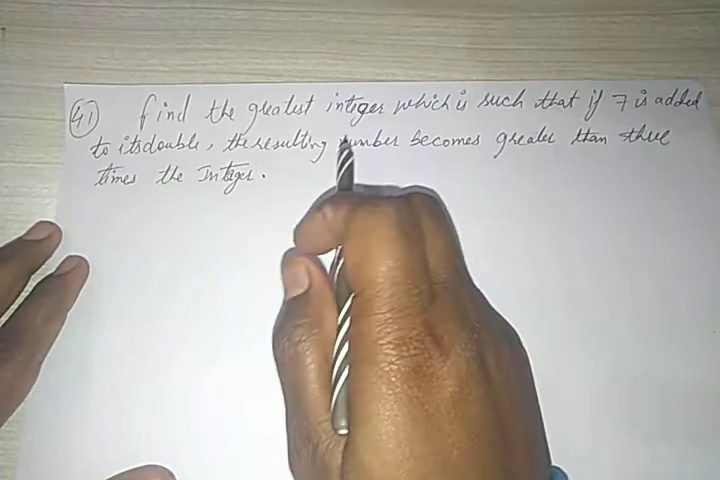 41 find the greatest integer which is such that if 7 is added
to its double, the resulting number becomes greater than three
times the Integer.